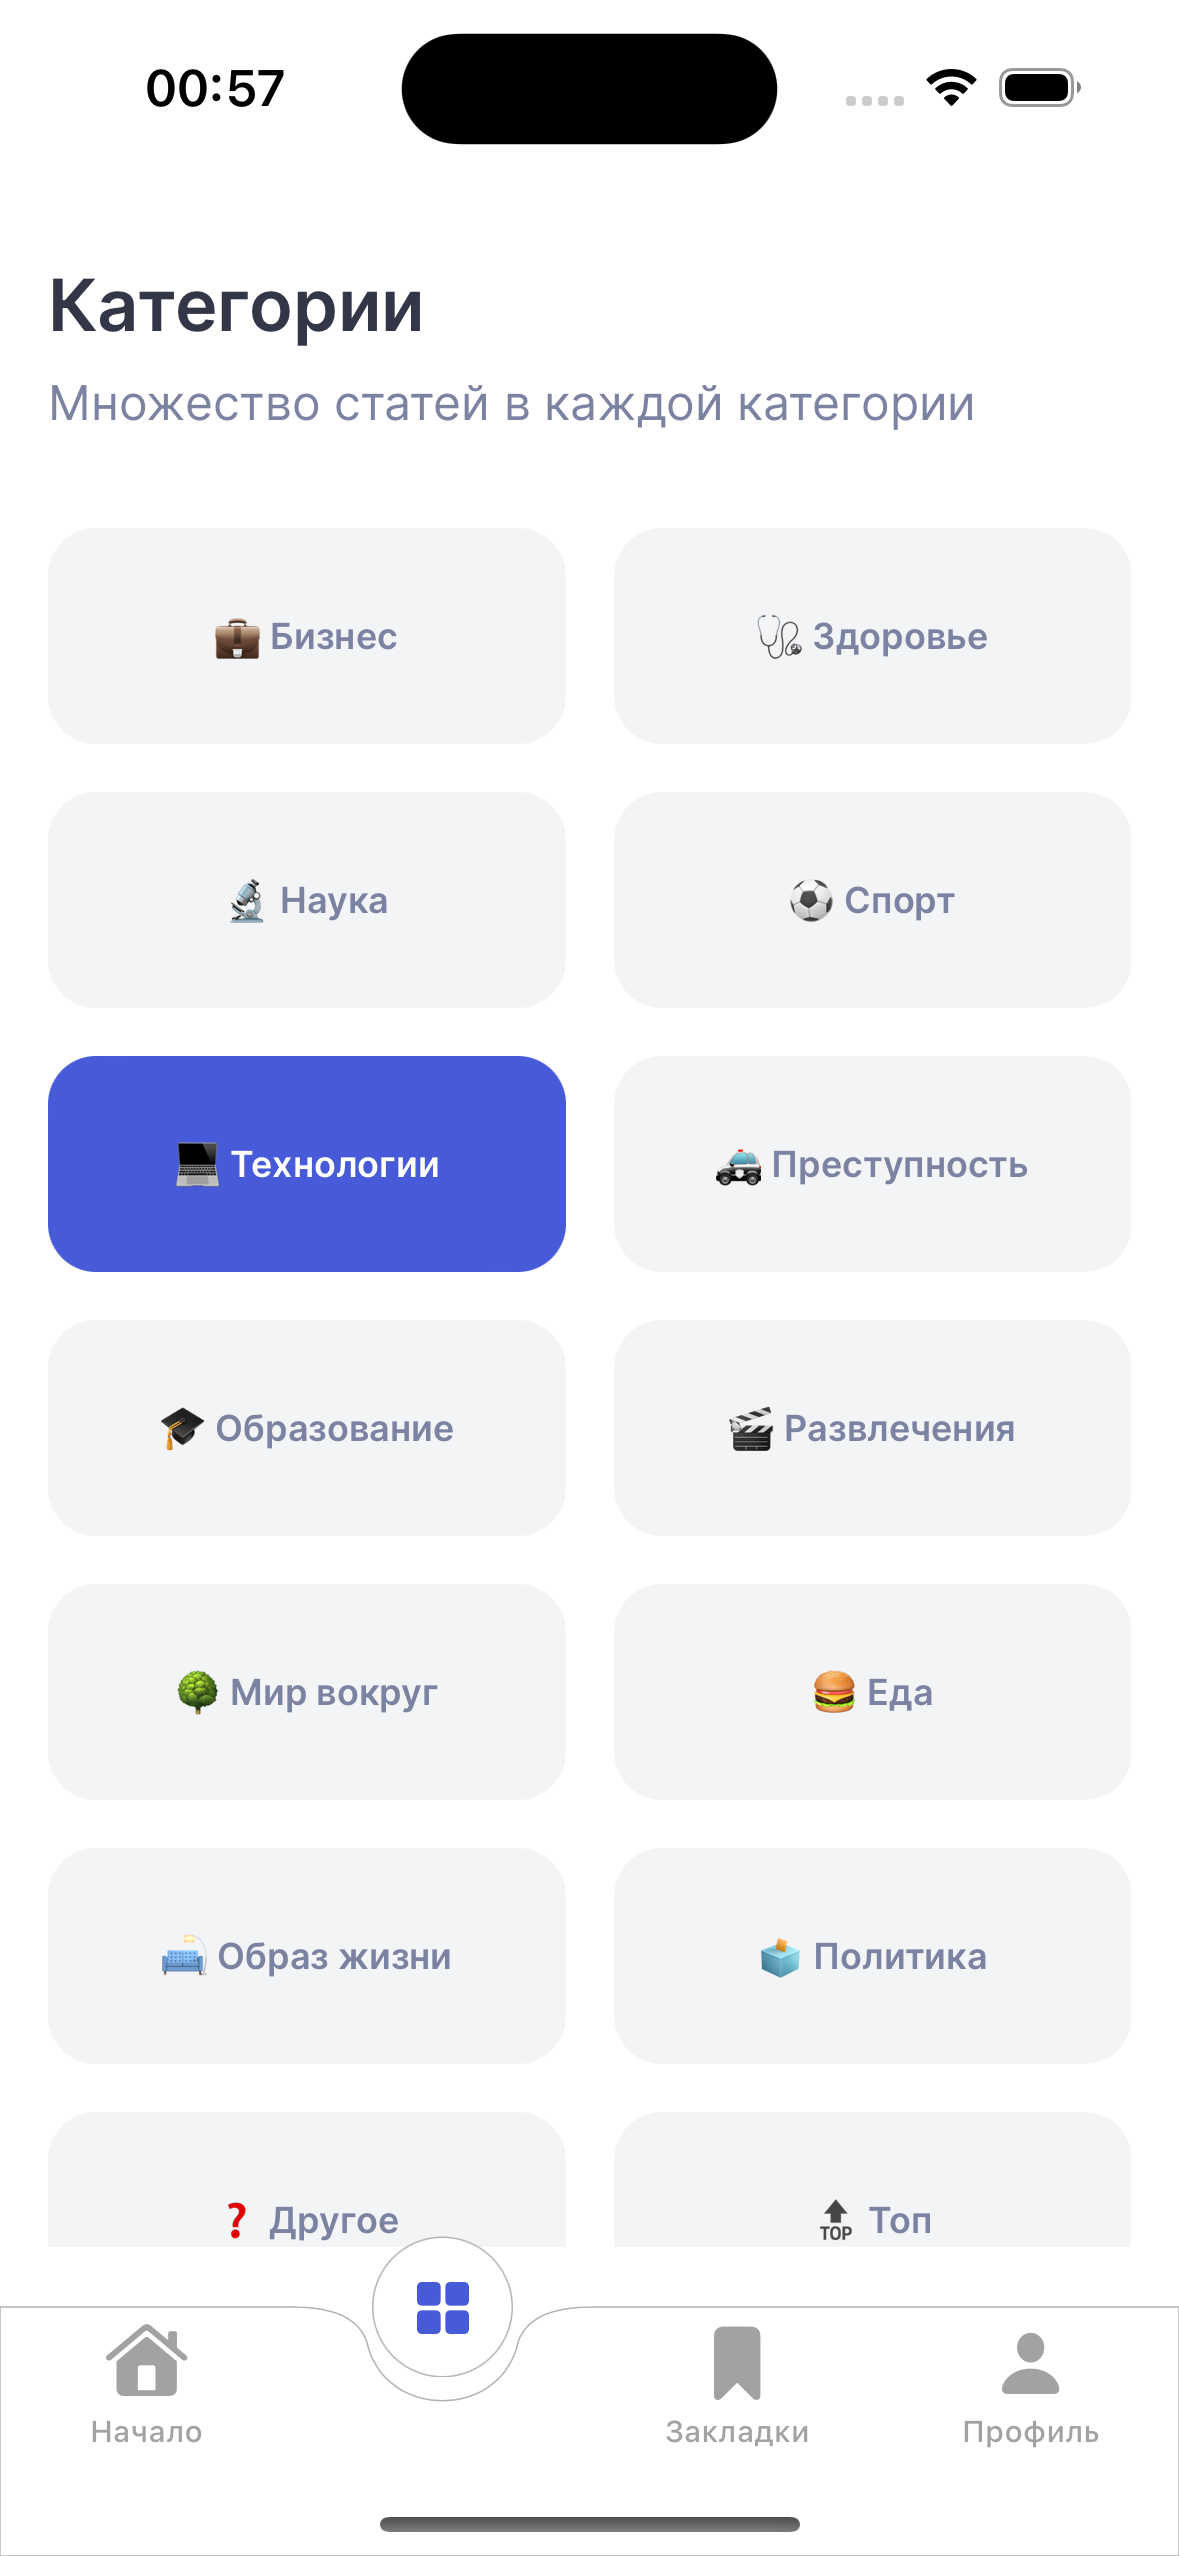 00:57
Категории
Множество статей в каждой категории
💼 Бизнес
🩺 Здоровье
🔬 Наука
⚽ Спорт
💻 Технологии
🚓 Преступность
🎓 Образование
🎬 Развлечения
🌳 Мир вокруг
🍔 Еда
🛋️ Образ жизни
🗳️ Политика
❓ Другое
🔝 Топ
Начало
Закладки
Профиль